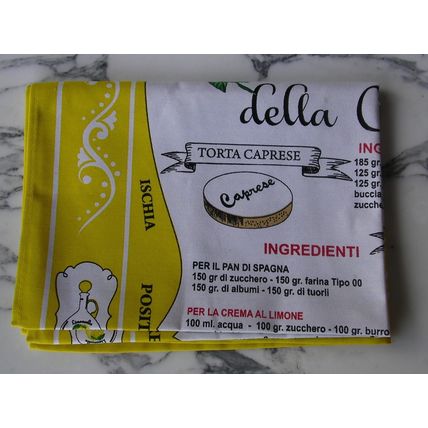 della C
TORTA CAPRESE
Caprese
ING
185 gr.
125 gr.
125 gr.
buccia
zucche
INGREDIENTI
PER IL PAN DI SPAGNA
150 gr di zucchero - 150 gr. farina Tipo 00
150 gr. di albumi - 150 gr. di tuorli
PER LA CREMA AL LIMONE
100 ml. acqua - 100 gr. zucchero - 100 gr. burro
ISCHIA
POSIT